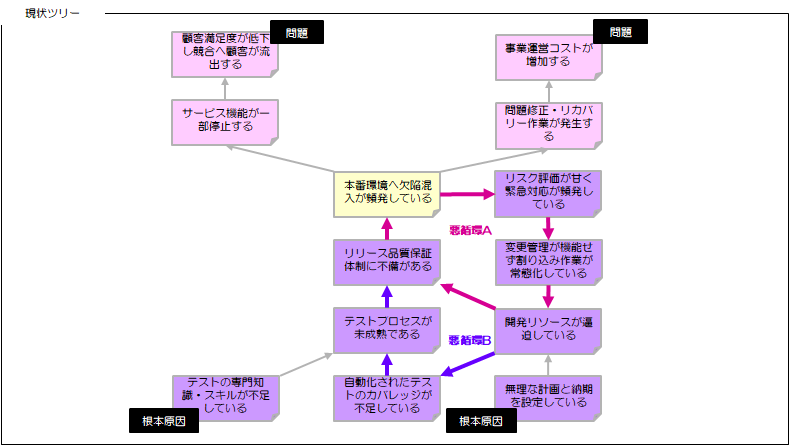 現状ツリー
問題
顧客満足度が低下
し競合へ顧客が流
出する
問題
事業運営コストが
増加する
サービス機能が一
部停止する
問題修正・リカバ
リー作業が発生す
る
本番環境へ欠陥混
入が頻発している
リスク評価が甘く
緊急対応が頻発し
ている
悪循環A
リリース品質保証
体制に不備がある
変更管理が機能せ
ず割り込み作業が
常態化している
テストプロセスが
未成熟である
悪循環B
開発リソースが逼
迫している
テストの専門知
識・スキルが不足
している
根本原因
自動化されたテス
トのカバレッジが
不足している
無理な計画と納期
を設定している
根本原因